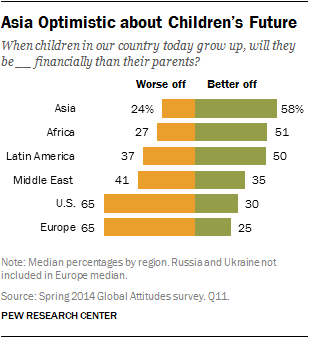 Asia Optimistic about Children's Future
When children in our country today grow up, will they
be __ financially than their parents?
Worse off Better off
Asia 24% 58%
Africa 27 51
Latin America 37 50
Middle East 41 35
U.S. 65 30
Europe 65 25
Note: Median percentages by region. Russia and Ukraine not
included in Europe median.
Source: Spring 2014 Global Attitudes survey. Q11.
PEW RESEARCH CENTER